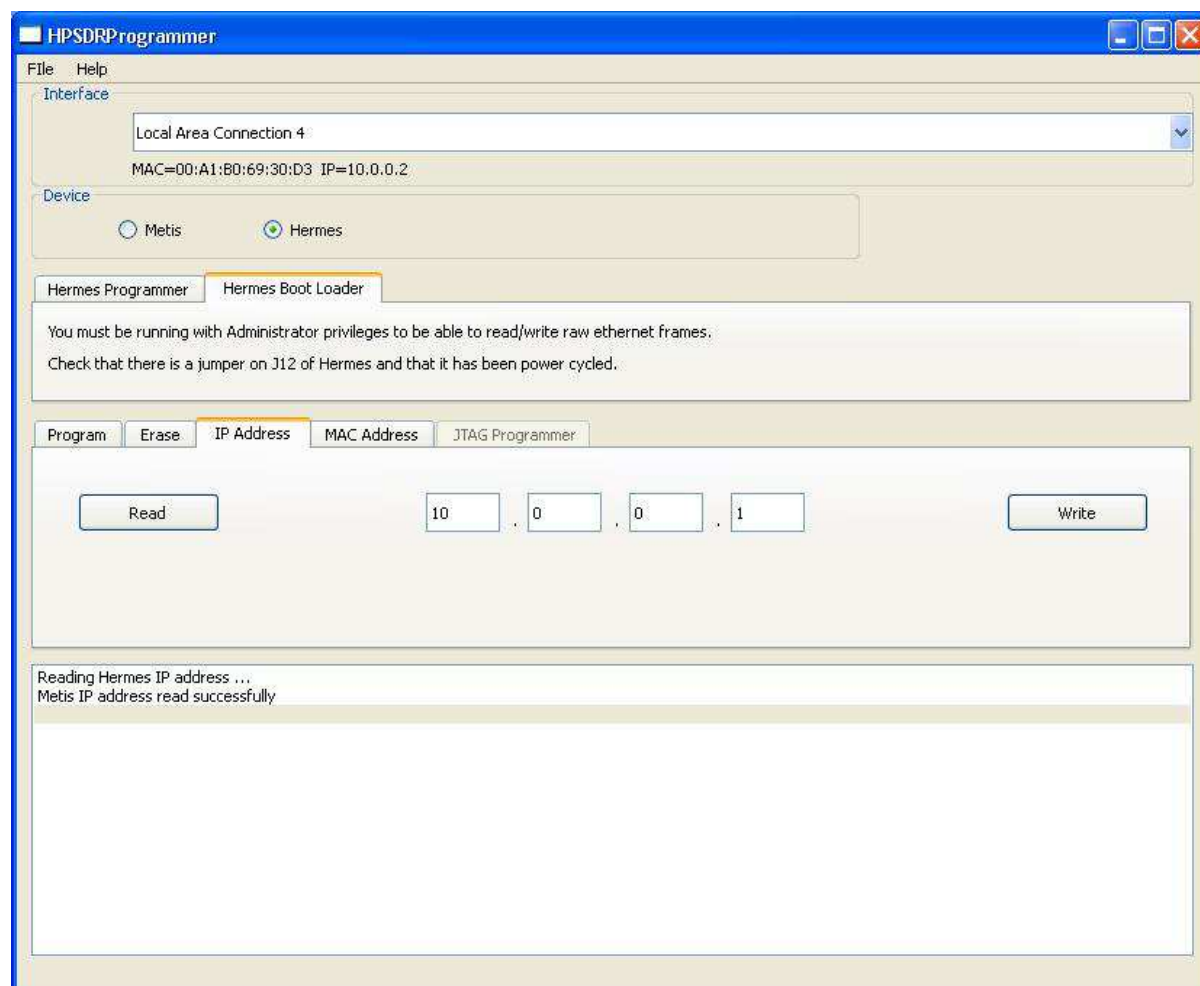 HPSDRProgrammer
FIle Help
Interface
Local Area Connection 4
MAC=00:A1:B0:69:30:D3 IP=10.0.0.2
Device
Metis Hermes
Hermes Programmer Hermes Boot Loader
You must be running with Administrator privileges to be able to read/write raw ethernet frames.
Check that there is a jumper on J12 of Hermes and that it has been power cycled.
Program Erase IP Address MAC Address JTAG Programmer
Read 10 . 0 . 0 . 1 Write
Reading Hermes IP address ...
Metis IP address read successfully